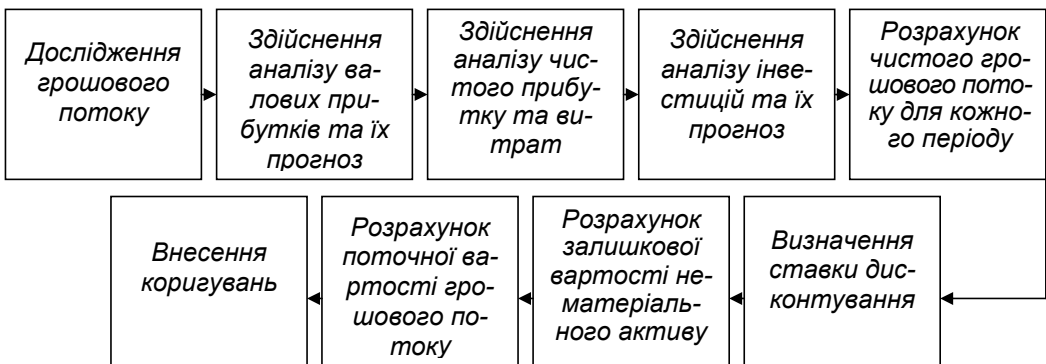 Дослідження
грошового
потоку
Здійснення
аналізу ва-
лових при-
бутків та їх
прогноз
Здійснення
аналізу чис-
того прибу-
тку та ви-
трат
Здійснення
аналізу інве-
стицій та їх
прогноз
Розрахунок
чистого гро-
шового пото-
ку для кожно-
го періоду
Визначення
ставки дис-
контування
Розрахунок
залишкової
вартості не-
матеріаль-
ного активу
Розрахунок
поточної ва-
ртості гро-
шового по-
току
Внесення
коригувань